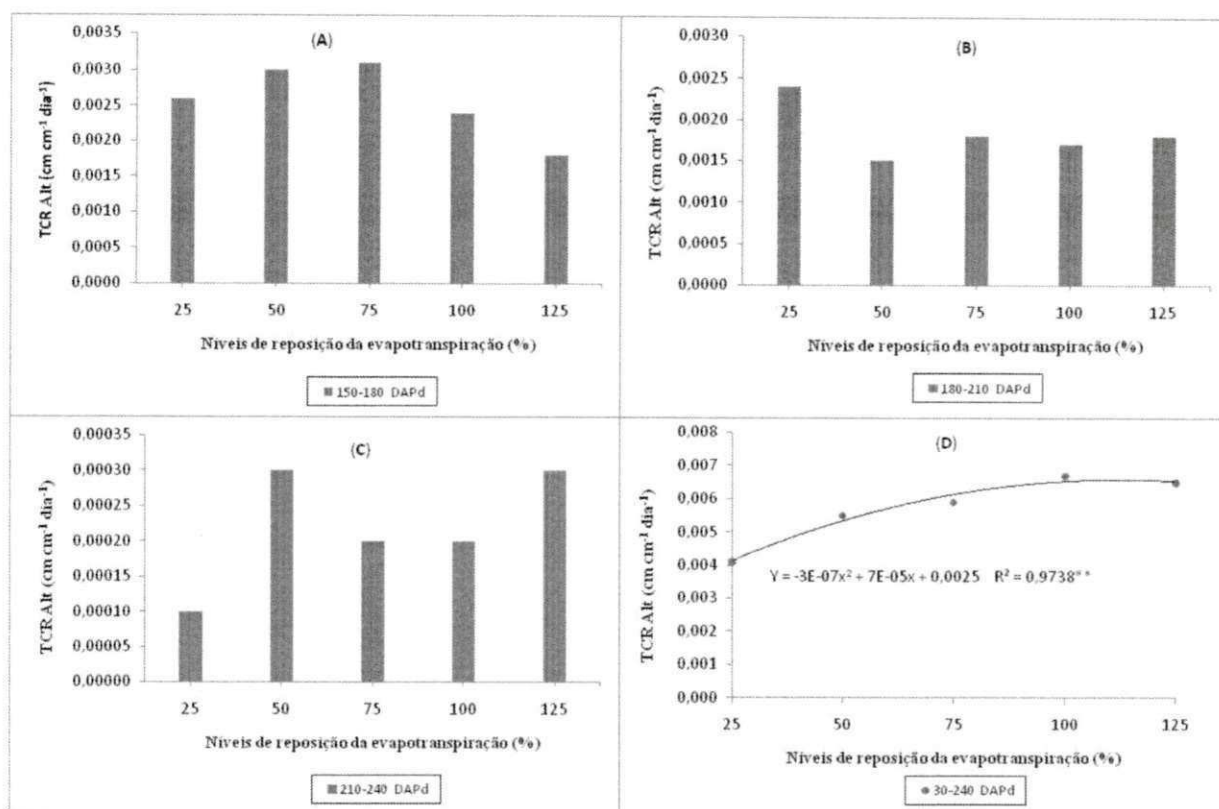 (A)
TCR Alt (cm cm⁻¹ dia⁻¹)
0,0035
0,0030
0,0025
0,0020
0,0015
0,0010
0,0005
0,0000
25 50 75 100 125
Níveis de reposição da evapotranspiração (%)
150-180 DAPd
(B)
TCR Alt (cm cm⁻¹ dia⁻¹)
0,0030
0,0025
0,0020
0,0015
0,0010
0,0005
0,0000
25 50 75 100 125
Níveis de reposição da evapotranspiração (%)
180-210 DAPd
(C)
TCR Alt (cm cm⁻¹ dia⁻¹)
0,00035
0,00030
0,00025
0,00020
0,00015
0,00010
0,00005
0,00000
25 50 75 100 125
Níveis de reposição da evapotranspiração (%)
210-240 DAPd
(D)
TCR Alt (cm cm⁻¹ dia⁻¹)
0,008
0,007
0,006
0,005
0,004
0,003
0,002
0,001
0,000
Y = -3E-07x² + 7E-05x + 0,0025 R² = 0,9738**
25 50 75 100 125
Níveis de reposição da evapotranspiração (%)
30-240 DAPd